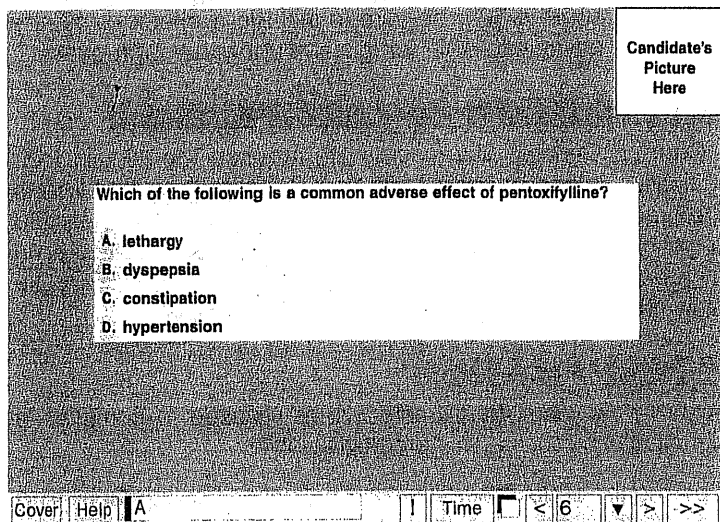 Candidate's
Picture
Here
Which of the following is a common adverse effect of pentoxifylline?
A. lethargy
B. dyspepsia
C. constipation
D. hypertension
Cover Help A ! Time < 6 ▼ > ->>